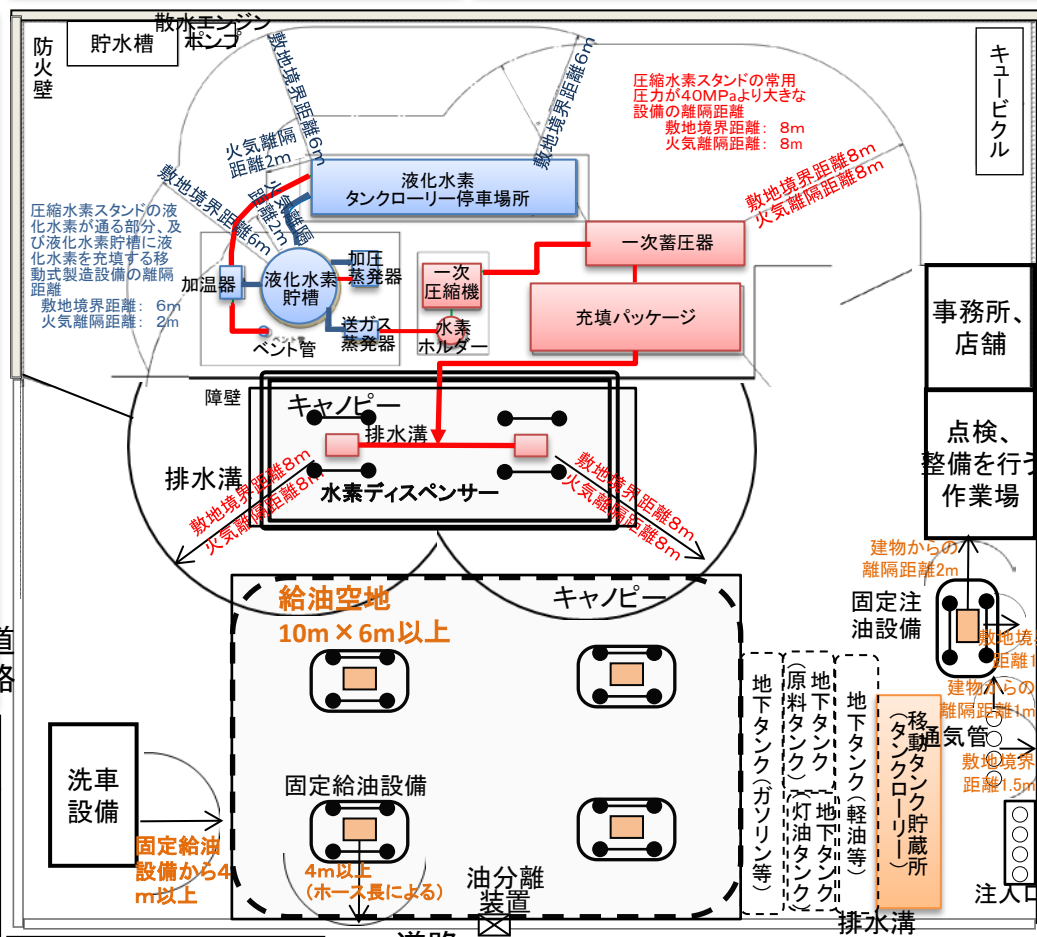 防火壁
貯水槽
散水エンジン
ポンプ
敷地境界距離6m
敷地境界距離6m
圧縮水素スタンドの常用
圧力が40MPaより大きな
設備の離隔距離
敷地境界距離: 8m
火気離隔距離: 8m
キュービクル
火気離隔
距離2m
敷地境界距離6m
火気離隔
距離2m
液化水素
タンクローリー停車場所
敷地境界距離8m
火気離隔距離8m
圧縮水素スタンドの液
化水素が通る部分、及
び液化水素貯槽に液
化水素を充填する移
動式製造設備の離隔
距離
敷地境界距離: 6m
火気離隔距離: 2m
加温器
液化水素
貯槽
加圧
蒸発器
一次
圧縮機
一次蓄圧器
送ガス
蒸発器
水素
ホルダー
充填パッケージ
ベント管
事務所、
店舗
障壁
キャノピー
排水溝
排水溝
水素ディスペンサー
敷地境界距離8m
火気離隔距離8m
敷地境界距離8m
火気離隔距離8m
点検、
整備を行う
作業場
建物からの
離隔距離2m
固定注
油設備
敷地境界
距離1
給油空地
10m×6m以上
キャノピー
道
路
建物からの
離隔距離1m
通気管
敷地境界
距離1.5m
地下タンク(ガソリン等)
地下タンク
(原料タンク)
地下タンク
(灯油タンク)
地下タンク(軽油等)
移動タンク貯蔵所
(タンクローリー)
洗車
設備
固定給油設備
固定給油
設備から4
m以上
4m以上
(ホース長による)
油分離
装置
注入口
排水溝
道路